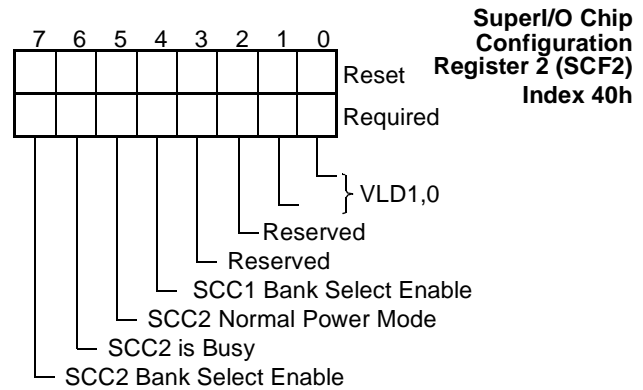 SuperI/O Chip
Configuration
Register 2 (SCF2)
Index 40h
7 6 5 4 3 2 1 0
Reset
Required
VLD1,0
Reserved
Reserved
SCC1 Bank Select Enable
SCC2 Normal Power Mode
SCC2 is Busy
SCC2 Bank Select Enable